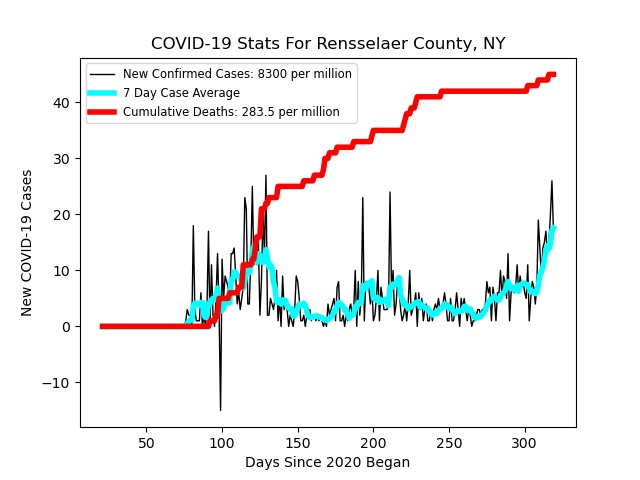 COVID-19 Stats For Rensselaer County, NY
New Confirmed Cases: 8300 per million
7 Day Case Average
Cumulative Deaths: 283.5 per million
New COVID-19 Cases
40
30
20
10
0
−10
50 100 150 200 250 300
Days Since 2020 Began